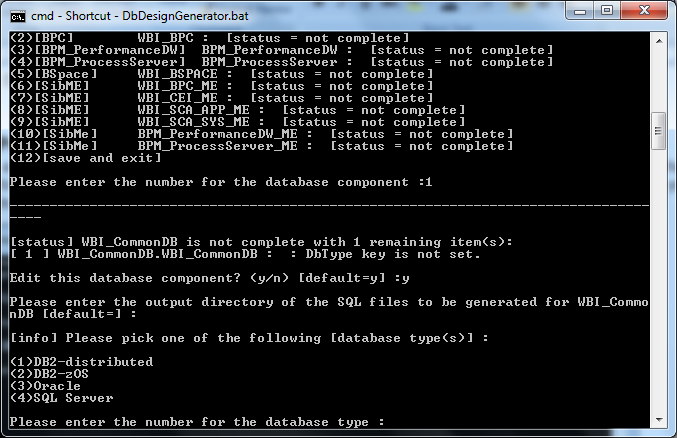 cmd - Shortcut - DbDesignGenerator.bat
(2)[BPC] WBI_BPC : [status = not complete]
(3)[BPM_PerformanceDW] BPM_PerformanceDW : [status = not complete]
(4)[BPM_ProcessServer] BPM_ProcessServer : [status = not complete]
(5)[BSpace] WBI_BSPACE : [status = not complete]
(6)[SibME] WBI_BPC_ME : [status = not complete]
(7)[SibME] WBI_CEI_ME : [status = not complete]
(8)[SibME] WBI_SCA_APP_ME : [status = not complete]
(9)[SibME] WBI_SCA_SYS_ME : [status = not complete]
(10)[SibMe] BPM_PerformanceDW_ME : [status = not complete]
(11)[SibMe] BPM_ProcessServer_ME : [status = not complete]
(12)[save and exit]
Please enter the number for the database component :1
--------------------------------------------------------------------------------
----
[status] WBI_CommonDB is not complete with 1 remaining item(s):
[ 1 ] WBI_CommonDB.WBI_CommonDB : : DbType key is not set.
Edit this database component? (y/n) [default=y] :y
Please enter the output directory of the SQL files to be generated for WBI_Commo
nDB [default=] :
[info] Please pick one of the following [database type(s)] :
(1)DB2-distributed
(2)DB2-zOS
(3)Oracle
(4)SQL Server
Please enter the number for the database type :